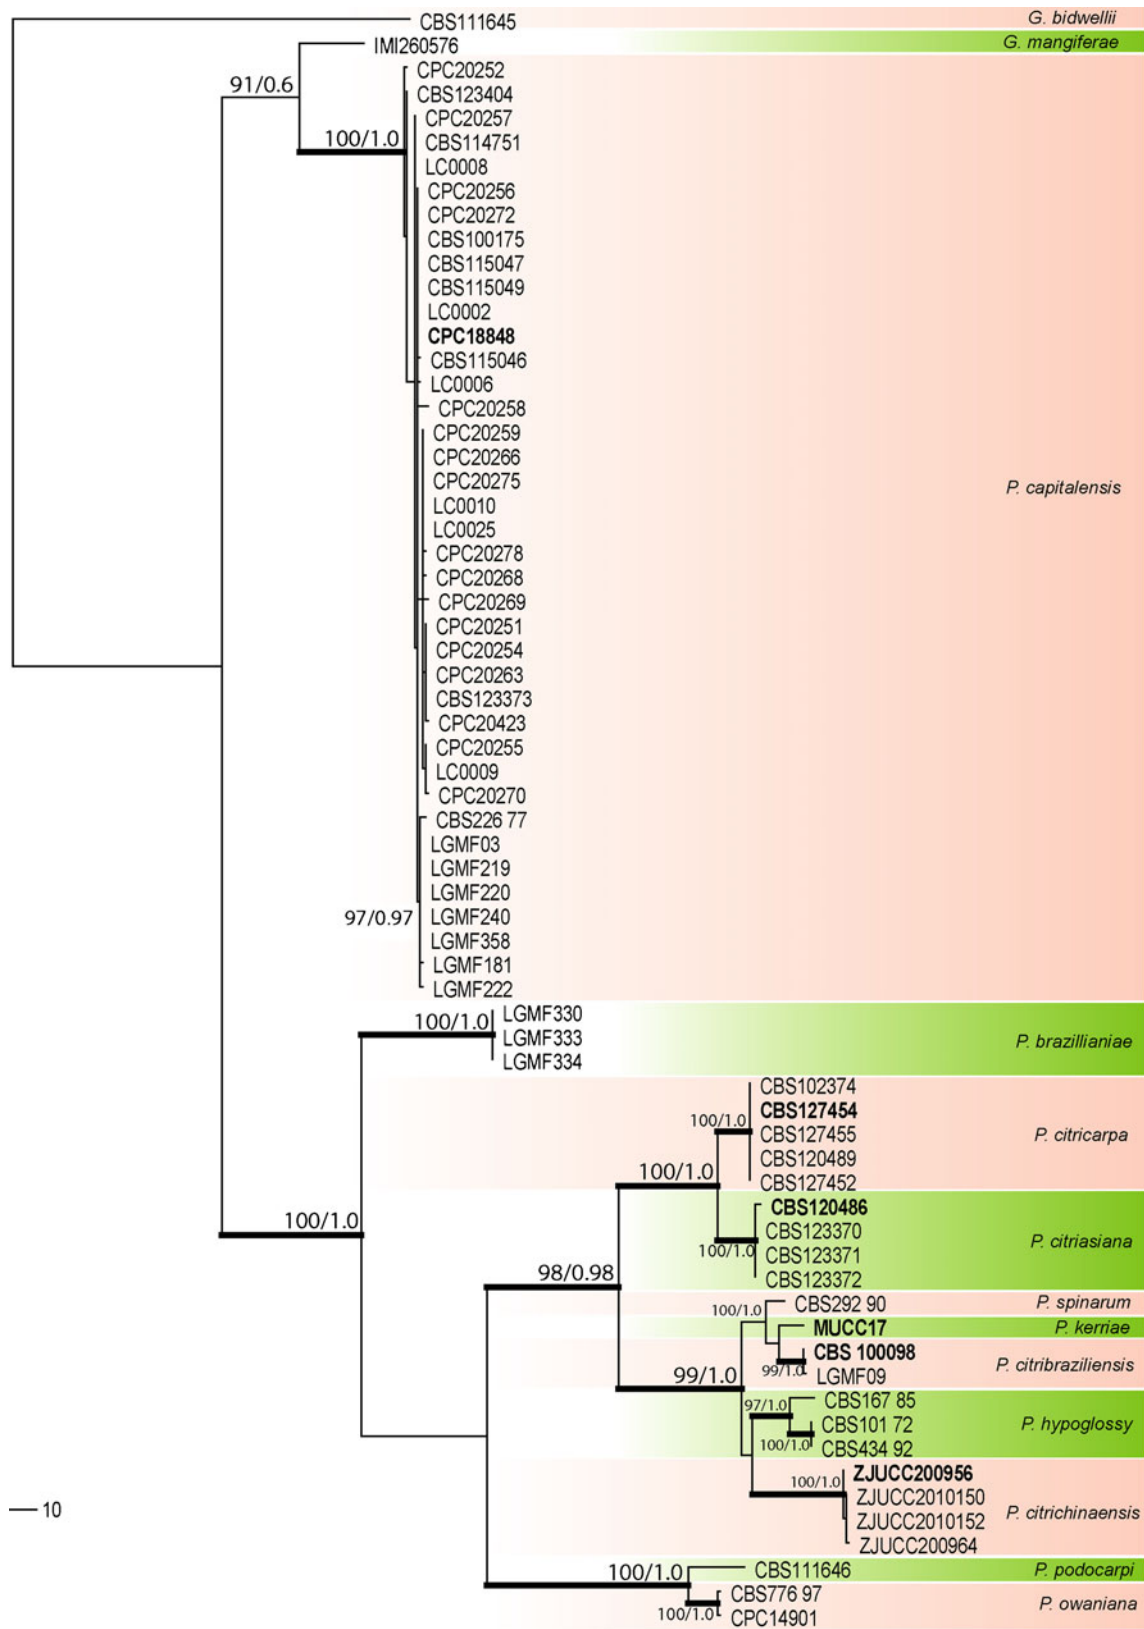 CBS111645 G. bidwellii
IMI260576 G. mangiferae
CPC20252
91/0.6
CBS123404
CPC20257
100/1.0 CBS114751
LC0008
CPC20256
CPC20272
CBS100175
CBS115047
CBS115049
LC0002
CPC18848
CBS115046
LC0006
CPC20258
CPC20259
CPC20266
CPC20275 P. capitalensis
LC0010
LC0025
CPC20278
CPC20268
CPC20269
CPC20251
CPC20254
CPC20263
CBS123373
CPC20423
CPC20255
LC0009
CPC20270
CBS226 77
LGMF03
LGMF219
LGMF220
97/0.97 LGMF240
LGMF358
LGMF181
LGMF222
LGMF330
100/1.0
LGMF333 P. brazillianiae
LGMF334
CBS102374
CBS127454
100/1.0
CBS127455 P. citricarpa
CBS120489
100/1.0
CBS127452
CBS120486
100/1.0
CBS123370
P. citriasiana
100/1.0 CBS123371
98/0.98 CBS123372
CBS292 90 P. spinarum
100/1.0
MUCC17 P. kerriae
CBS 100098
P. citribraziliensis
99/1.0 99/1.0 LGMF09
CBS167 85
97/1.0
CBS101 72 P. hypoglossy
100/1.0 CBS434 92
ZJUCC200956
100/1.0
ZJUCC2010150
10 P. citrichinaensis
ZJUCC2010152
ZJUCC200964
100/1.0 CBS111646 P. podocarpi
CBS776 97
P. owaniana
100/1.0 CPC14901